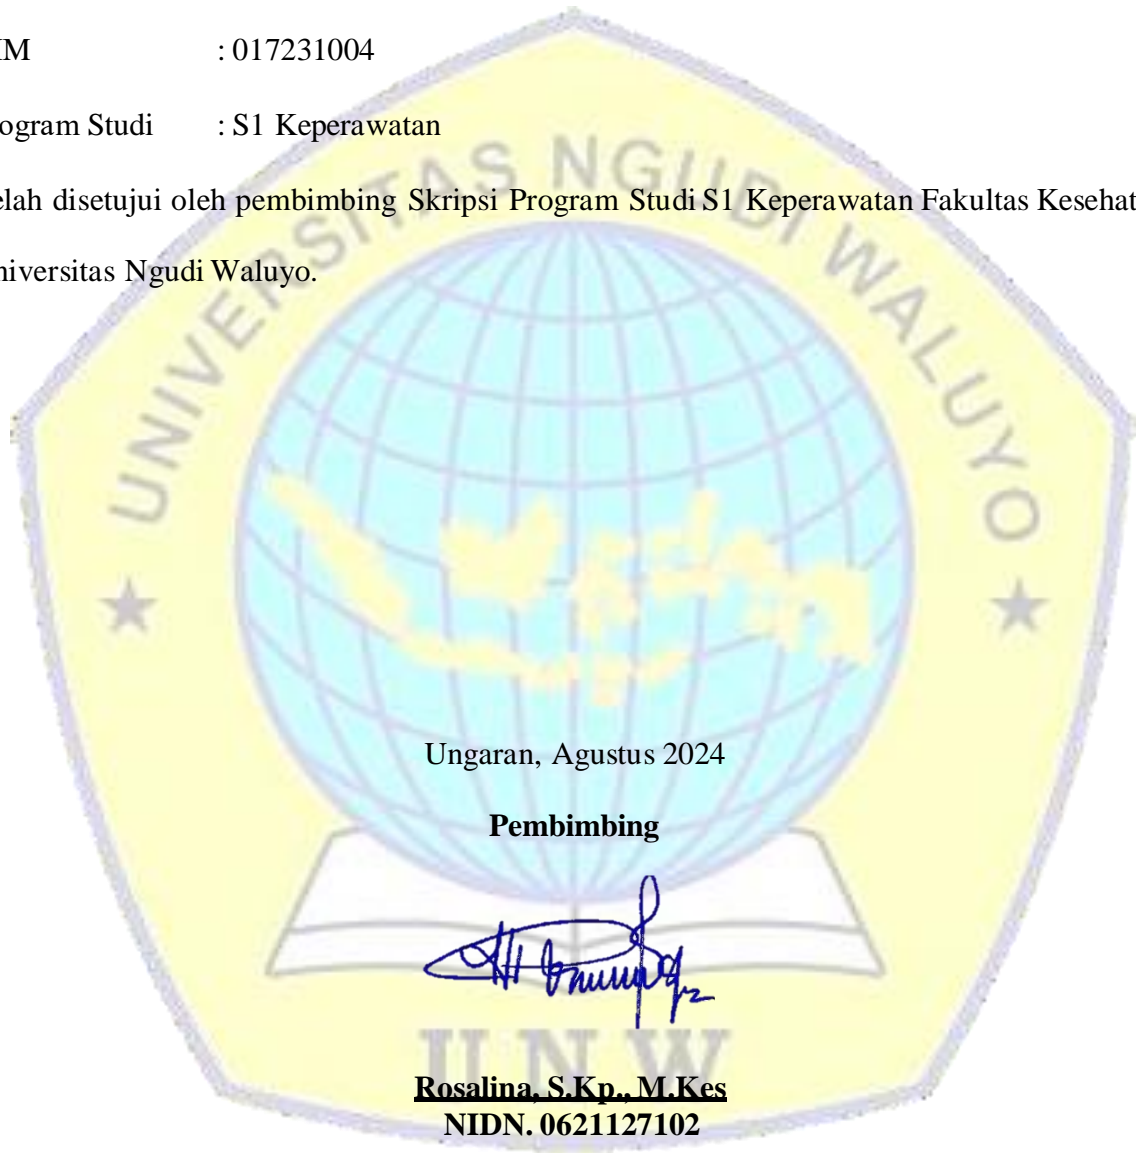 IM : 017231004
ogram Studi : S1 Keperawatan
elah disetujui oleh pembimbing Skripsi Program Studi S1 Keperawatan Fakultas Kesehat
niversitas Ngudi Waluyo.
UNIVERSITAS NGUDI WALUYO
Ungaran, Agustus 2024
Pembimbing
U N W
Rosalina, S.Kp., M.Kes
NIDN. 0621127102